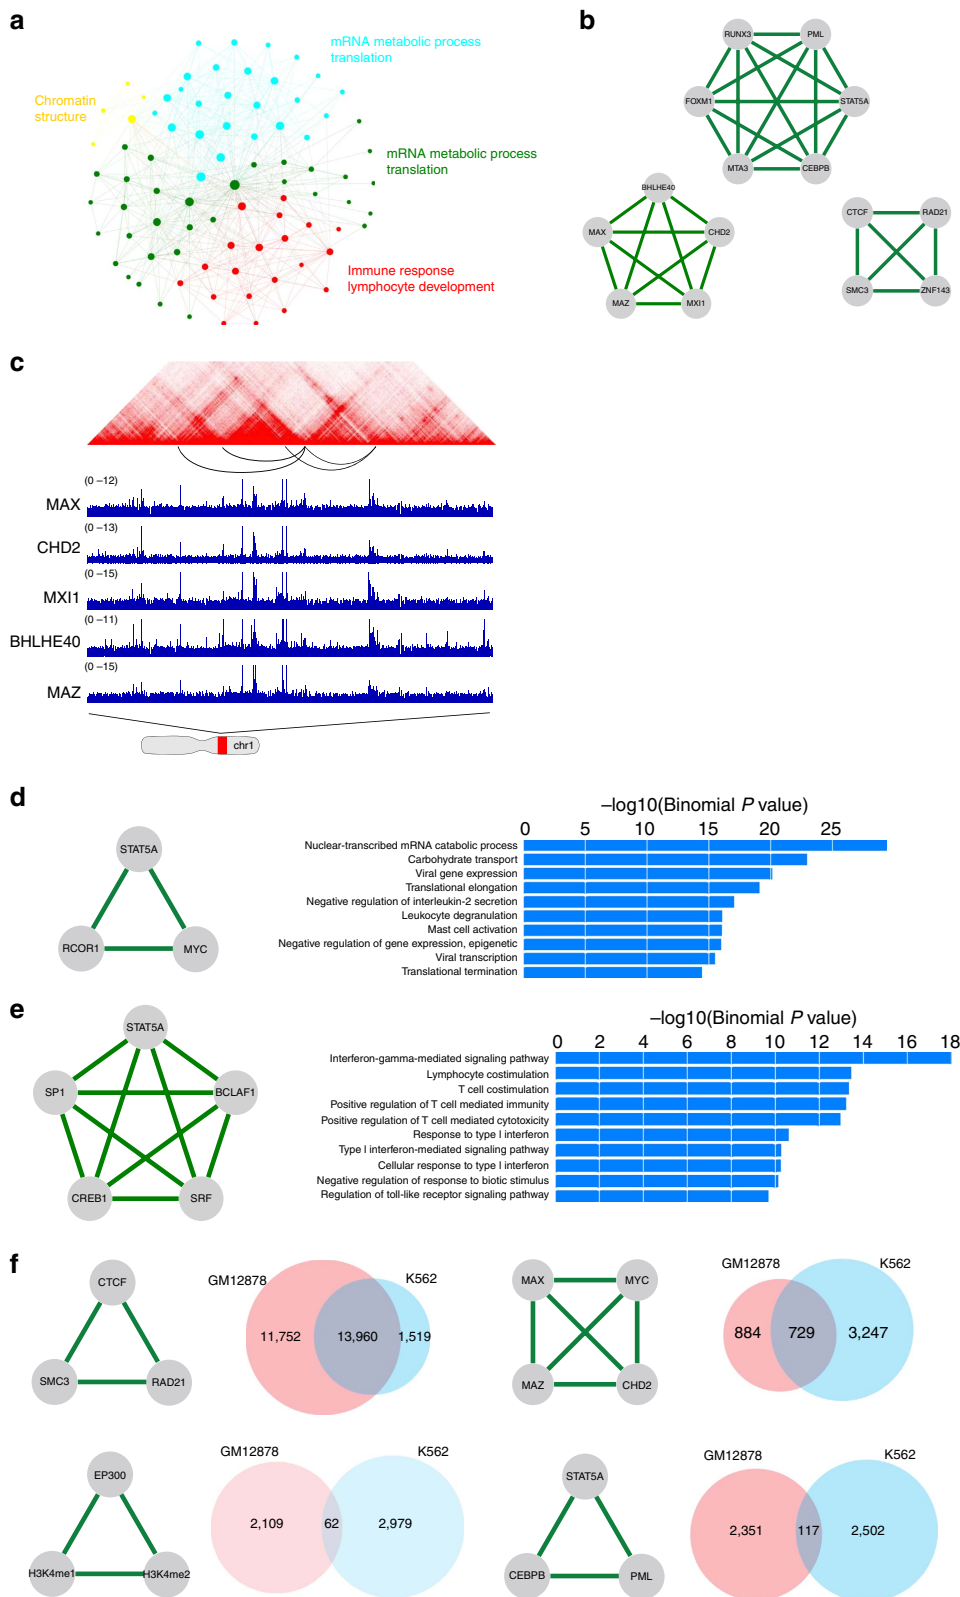 a
mRNA metabolic process
translation
Chromatin
structure
mRNA metabolic process
translation
Immune response
lymphocyte development
b
RUNX3
PML
FOXM1
STAT5A
MTA3
CEBPB
BHLHE40
MAX
CHD2
MAZ
MXI1
CTCF
RAD21
SMC3
ZNF143
c
(0 –12)
MAX
(0 –13)
CHD2
(0 –15)
MXI1
(0 –11)
BHLHE40
(0 –15)
MAZ
chr1
d
STAT5A
RCOR1
MYC
–log10(Binomial P value)
0 5 10 15 20 25
Nuclear-transcribed mRNA catabolic process
Carbohydrate transport
Viral gene expression
Translational elongation
Negative regulation of interleukin-2 secretion
Leukocyte degranulation
Mast cell activation
Negative regulation of gene expression, epigenetic
Viral transcription
Translational termination
e
STAT5A
SP1
BCLAF1
CREB1
SRF
–log10(Binomial P value)
0 2 4 6 8 10 12 14 16 18
Interferon-gamma-mediated signaling pathway
Lymphocyte costimulation
T cell costimulation
Positive regulation of T cell mediated immunity
Positive regulation of T cell mediated cytotoxicity
Response to type I interferon
Type I interferon-mediated signaling pathway
Cellular response to type I interferon
Negative regulation of response to biotic stimulus
Regulation of toll-like receptor signaling pathway
f
CTCF
SMC3
RAD21
GM12878
K562
11,752
13,960
1,519
MAX
MYC
MAZ
CHD2
GM12878
K562
884
729
3,247
EP300
H3K4me1
H3K4me2
GM12878
K562
2,109
62
2,979
STAT5A
CEBPB
PML
GM12878
K562
2,351
117
2,502